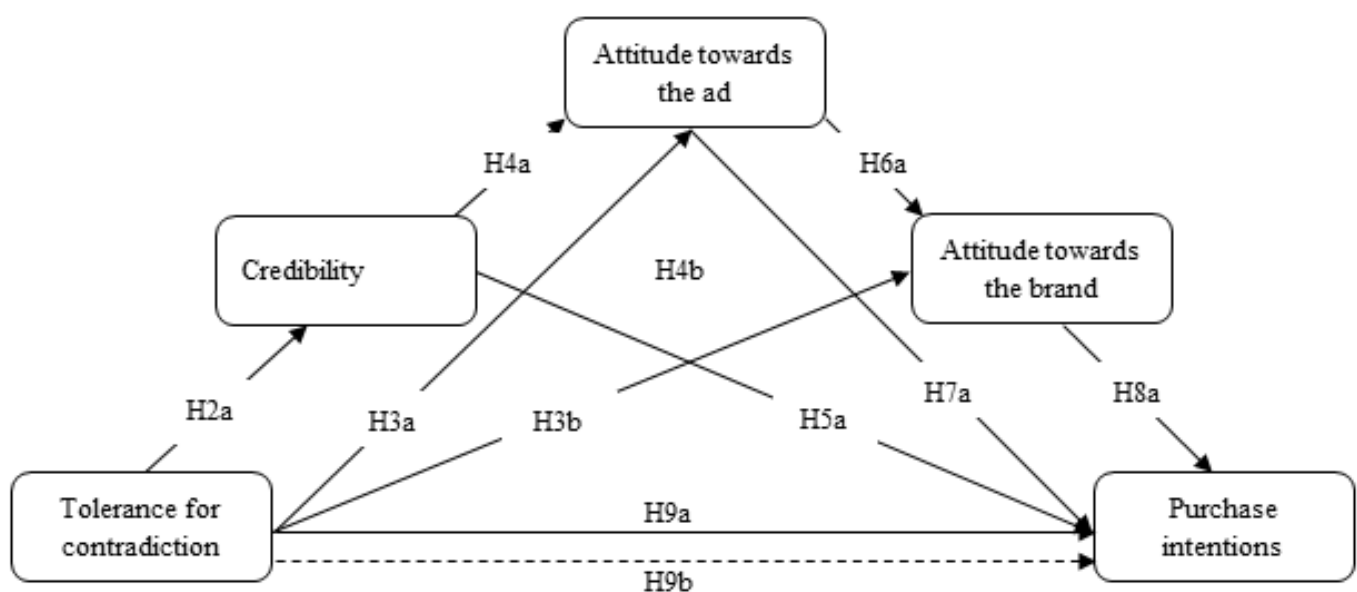 Attitude towards
the ad
H4a
H6a
Credibility
H4b
Attitude towards
the brand
H2a
H3a
H3b
H5a
H7a
H8a
Tolerance for
contradiction
H9a
H9b
Purchase
intentions